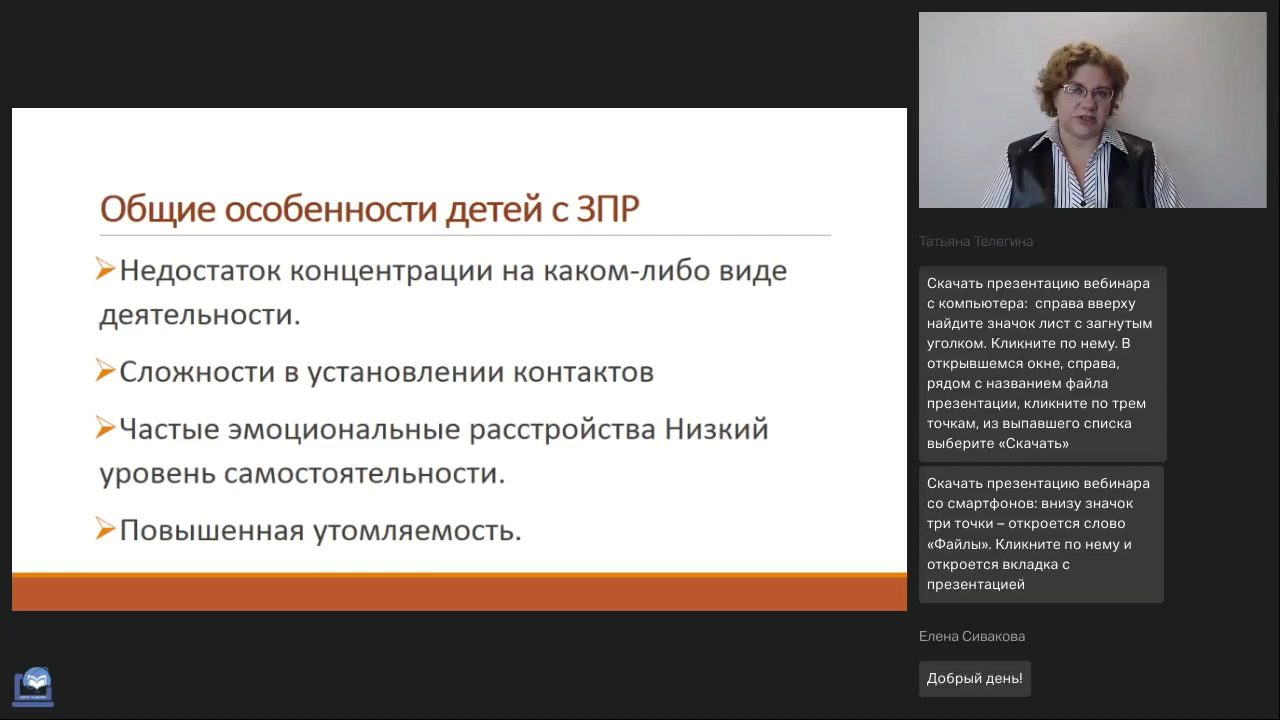 Общие особенности детей с ЗПР
Недостаток концентрации на каком-либо виде
деятельности.
Сложности в установлении контактов
Частые эмоциональные расстройства Низкий
уровень самостоятельности.
Повышенная утомляемость.
Татьяна Телегина
Скачать презентацию вебинара
с компьютера:  справа вверху
найдите значок лист с загнутым
уголком. Кликните по нему. В
открывшемся окне, справа,
рядом с названием файла
презентации, кликните по трем
точкам, из выпавшего списка
выберите «Скачать»
Скачать презентацию вебинара
со смартфонов: внизу значок
три точки – откроется слово
«Файлы». Кликните по нему и
откроется вкладка с
презентацией
Елена Сивакова
Добрый день!